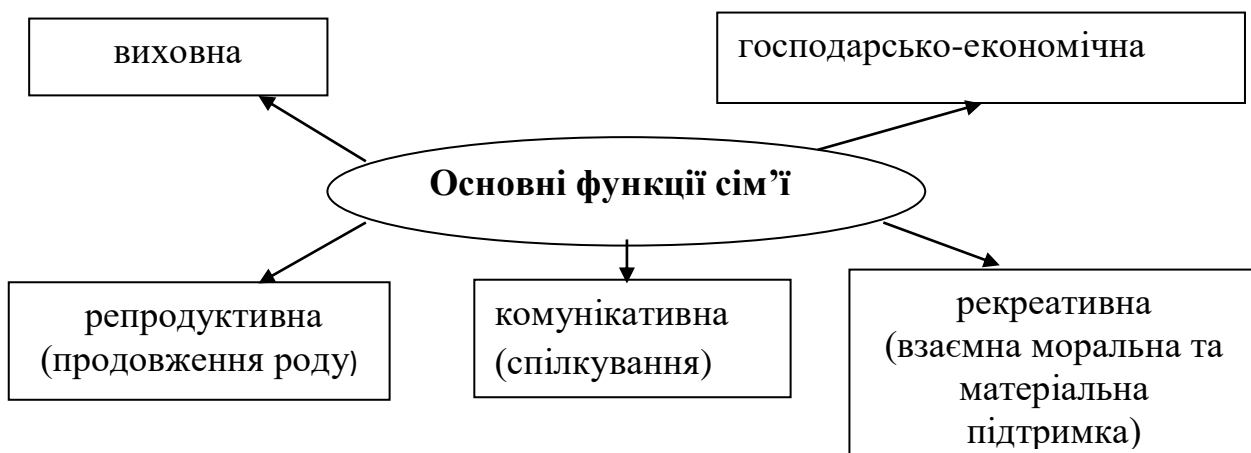 виховна
господарсько-економічна
Основні функції сім’ї
репродуктивна
(продовження роду)
комунікативна
(спілкування)
рекреативна
(взаємна моральна та
матеріальна
підтримка)